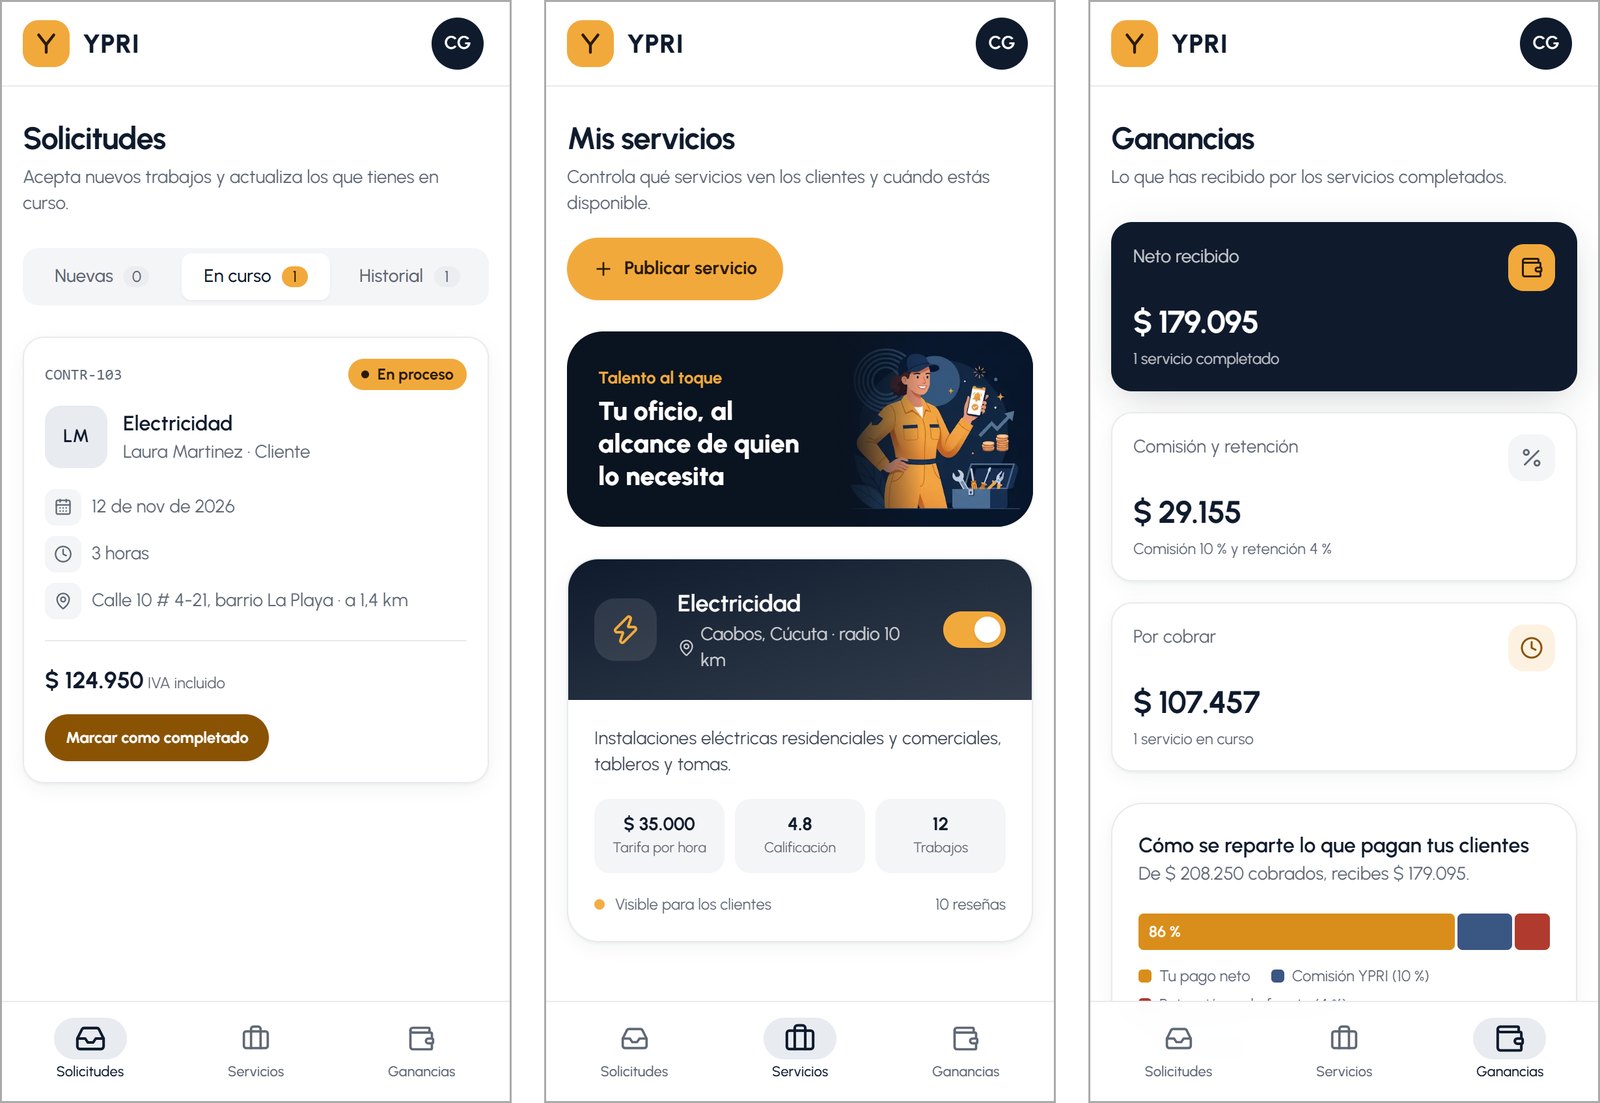 Y YPRI CG
Solicitudes
Acepta nuevos trabajos y actualiza los que tienes en
curso.
Nuevas 0 En curso 1 Historial 1
CONTR-103 En proceso
LM
Electricidad
Laura Martinez · Cliente
12 de nov de 2026
3 horas
Calle 10 # 4-21, barrio La Playa · a 1,4 km
$ 124.950 IVA incluido
Marcar como completado
Solicitudes Servicios Ganancias
Y YPRI CG
Mis servicios
Controla qué servicios ven los clientes y cuándo estás
disponible.
+ Publicar servicio
Talento al toque
Tu oficio, al
alcance de quien
lo necesita
Electricidad
Caobos, Cúcuta · radio 10
km
Instalaciones eléctricas residenciales y comerciales,
tableros y tomas.
$ 35.000 4.8 12
Tarifa por hora Calificación Trabajos
Visible para los clientes 10 reseñas
Solicitudes Servicios Ganancias
Y YPRI CG
Ganancias
Lo que has recibido por los servicios completados.
Neto recibido
$ 179.095
1 servicio completado
Comisión y retención
%
$ 29.155
Comisión 10 % y retención 4 %
Por cobrar
$ 107.457
1 servicio en curso
Cómo se reparte lo que pagan tus clientes
De $ 208.250 cobrados, recibes $ 179.095.
86 %
Tu pago neto Comisión YPRI (10 %)
Solicitudes Servicios Ganancias